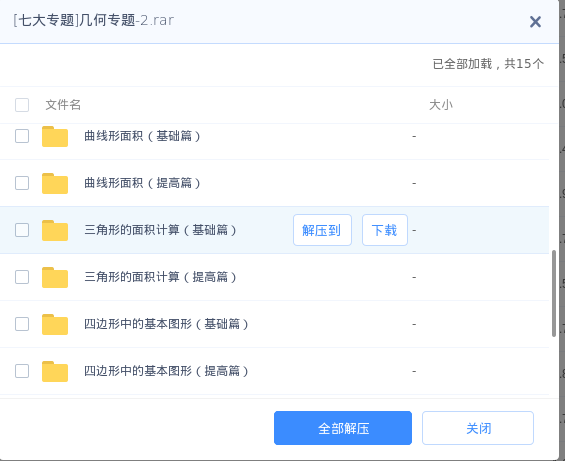 [七大专题]几何专题-2.rar
已全部加载，共15个
文件名 大小
曲线形面积（基础篇） -
曲线形面积（提高篇） -
三角形的面积计算（基础篇） 解压到 下载 -
三角形的面积计算（提高篇） -
四边形中的基本图形（基础篇） -
四边形中的基本图形（提高篇） -
全部解压 关闭